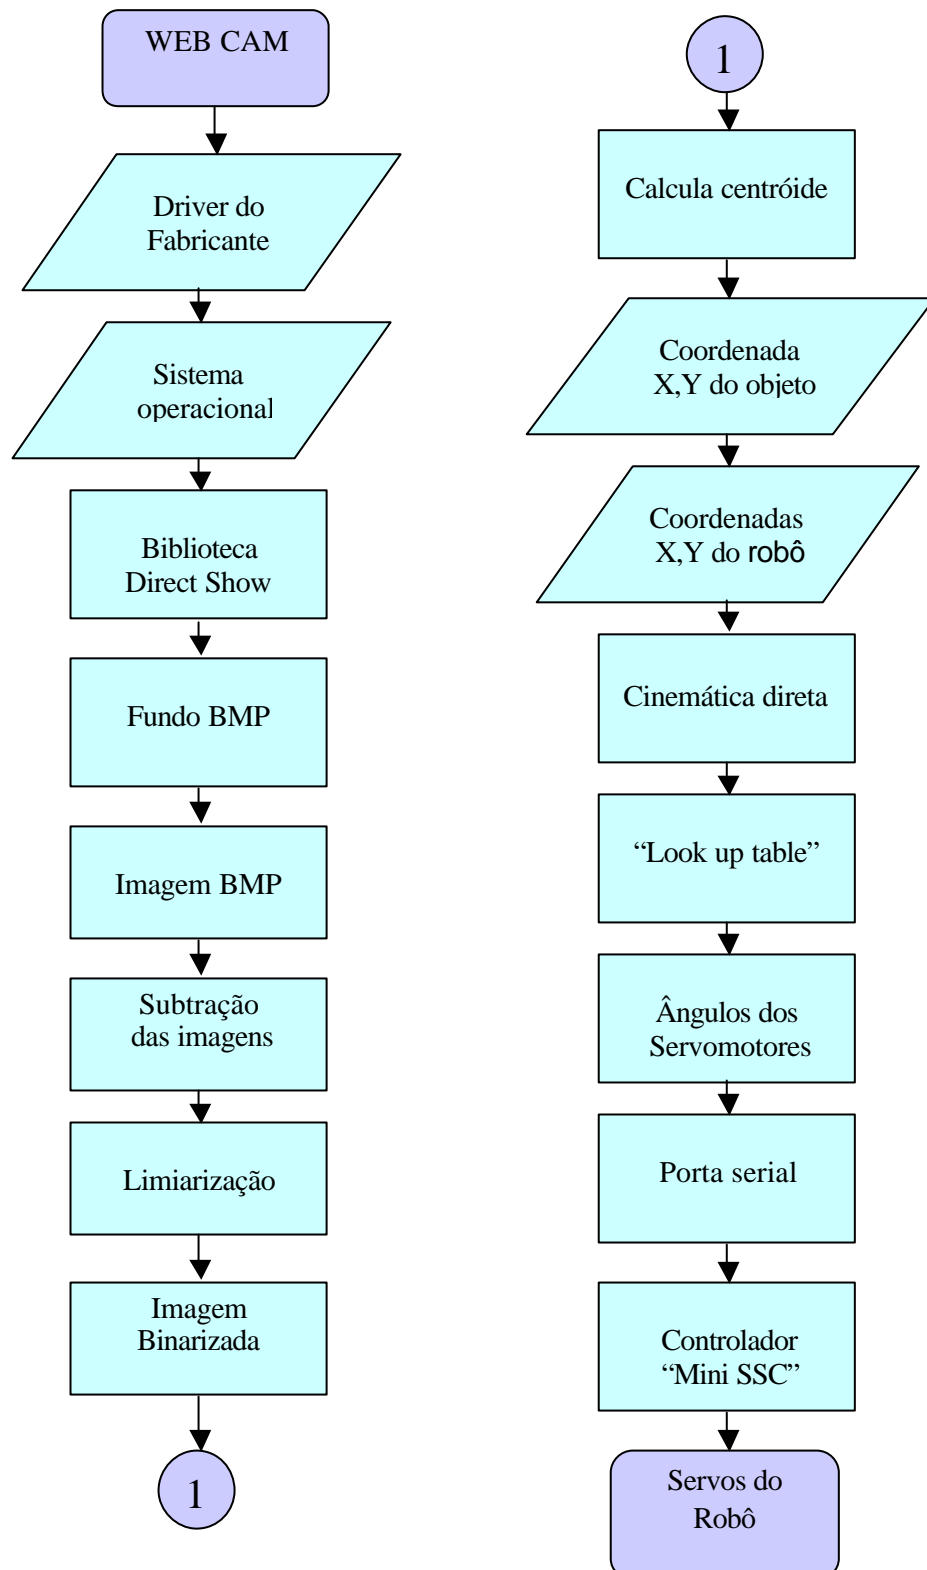 WEB CAM
Driver do
Fabricante
Sistema
operacional
Biblioteca
Direct Show
Fundo BMP
Imagem BMP
Subtração
das imagens
Limiarização
Imagem
Binarizada
1
1
Calcula centróide
Coordenada
X,Y do objeto
Coordenadas
X,Y do robô
Cinemática direta
“Look up table”
Ângulos dos
Servomotores
Porta serial
Controlador
“Mini SSC”
Servos do
Robô